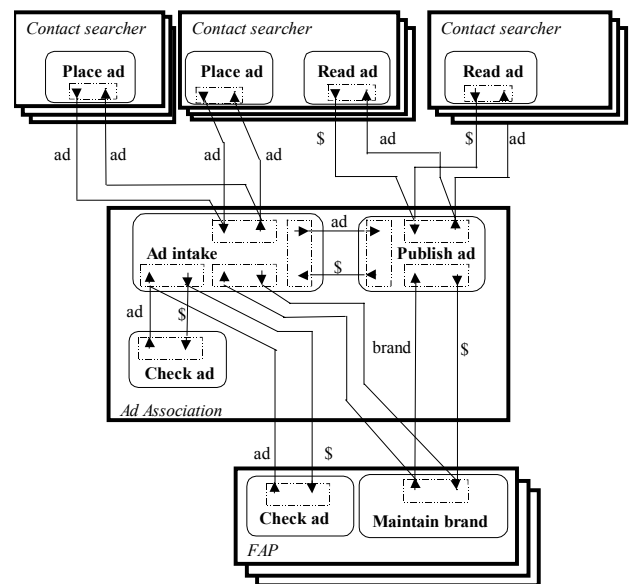 Contact searcher
Contact searcher
Contact searcher
Place ad
Place ad
Read ad
Read ad
ad
ad
ad
ad
$
ad
$
ad
Ad intake
ad
$
Publish ad
ad
$
brand
$
Check ad
Ad Association
ad
$
Check ad
Maintain brand
FAP